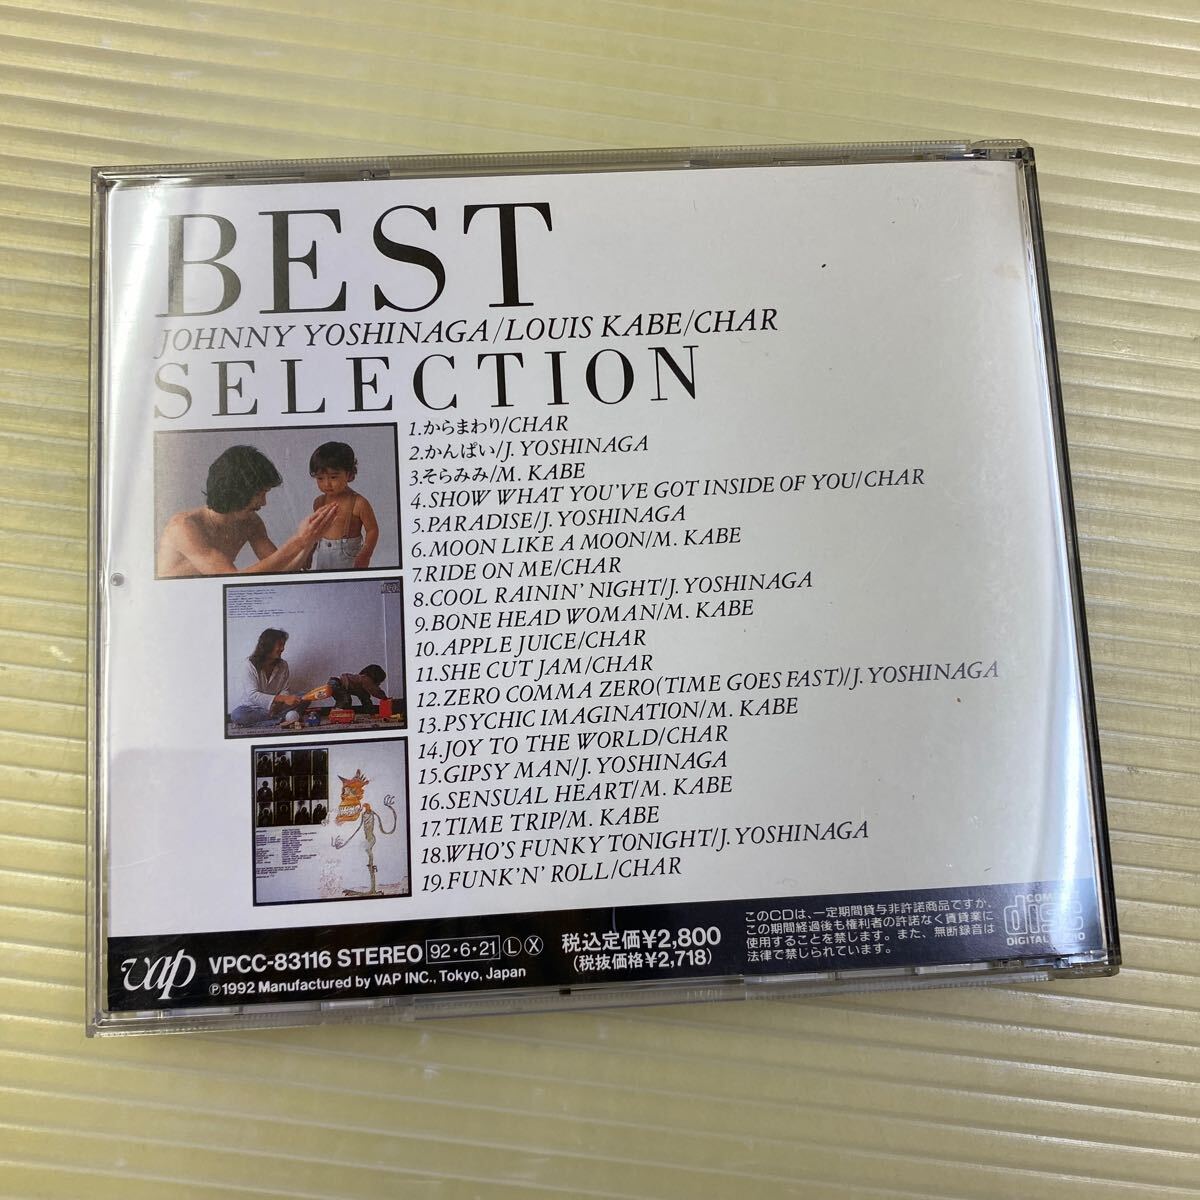 BEST
JOHNNY YOSHINAGA/LOUIS KABE/CHAR
SELECTION
1.からまわり/CHAR
2.かんぱい/J. YOSHINAGA
3.そらみみ/M. KABE
4.SHOW WHAT YOU'VE GOT INSIDE OF YOU/CHAR
5.PARADISE/J. YOSHINAGA
6.MOON LIKE A MOON/M. KABE
7.RIDE ON ME/CHAR
8.COOL RAININ' NIGHT/J. YOSHINAGA
9.BONE HEAD WOMAN/M. KABE
10.APPLE JUICE/CHAR
11.SHE CUT JAM/CHAR
12.ZERO COMMA ZERO(TIME GOES FAST)/J. YOSHINAGA
13.PSYCHIC IMAGINATION/M. KABE
14.JOY TO THE WORLD/CHAR
15.GIPSY MAN/J. YOSHINAGA
16.SENSUAL HEART/M. KABE
17.TIME TRIP/M. KABE
18.WHO'S FUNKY TONIGHT/J. YOSHINAGA
19.FUNK'N' ROLL/CHAR
vap VPCC-83116 STEREO 92・6・21 Ⓛ Ⓧ 税込定価¥2,800
(税抜価格¥2,718)
℗1992 Manufactured by VAP INC., Tokyo, Japan
このCDは、一定期間貸与非許諾商品ですが、
この期間経過後も権利者の許諾なく賃貸業に
使用することを禁じます。また、無断録音は
法律で禁じられています。
disc